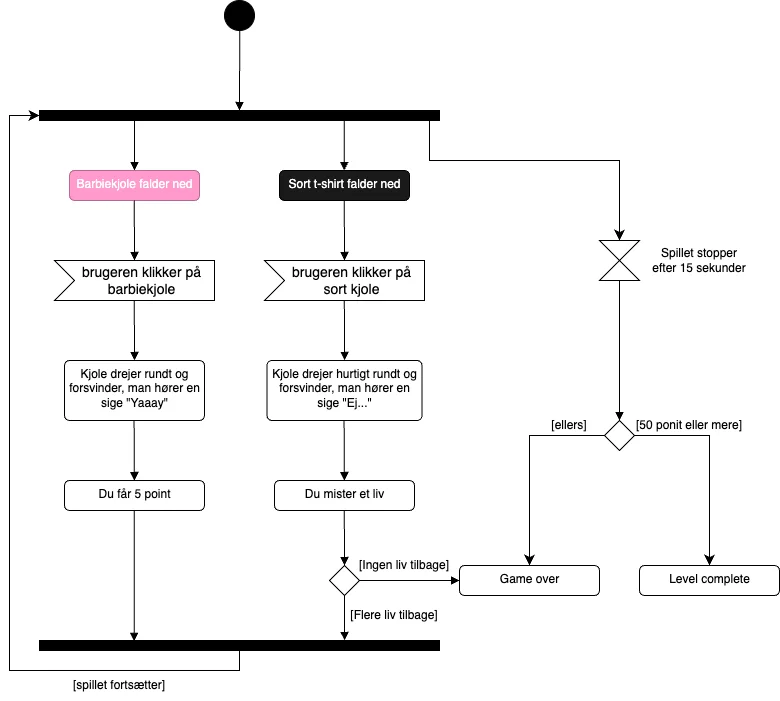 Barbiekjole falder ned
Sort t-shirt falder ned
brugeren klikker på
barbiekjole
brugeren klikker på
sort kjole
Spillet stopper
efter 15 sekunder
Kjole drejer rundt og
forsvinder, man hører en
sige "Yaaay"
Kjole drejer hurtigt rundt og
forsvinder, man hører en
sige "Ej..."
[ellers]
[50 ponit eller mere]
Du får 5 point
Du mister et liv
[Ingen liv tilbage]
Game over
Level complete
[Flere liv tilbage]
[spillet fortsætter]